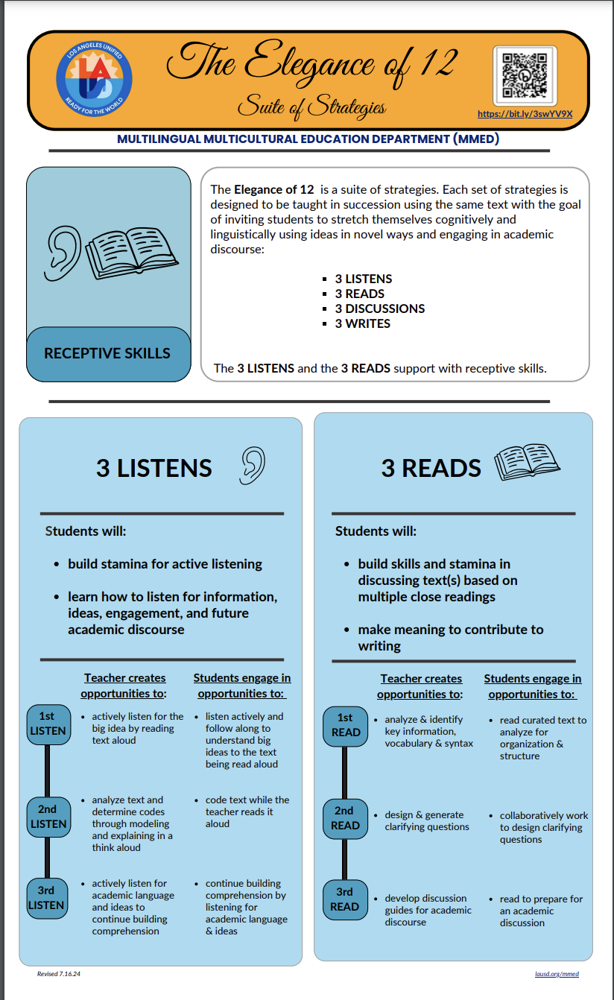 LOS ANGELES UNIFIED
LAUSD
READY FOR THE WORLD
The Elegance of 12
Suite of Strategies
https://bit.ly/3swYV9X
MULTILINGUAL MULTICULTURAL EDUCATION DEPARTMENT (MMED)
RECEPTIVE SKILLS
The Elegance of 12 is a suite of strategies. Each set of strategies is
designed to be taught in succession using the same text with the goal
of inviting students to stretch themselves cognitively and
linguistically using ideas in novel ways and engaging in academic
discourse:
▪ 3 LISTENS
▪ 3 READS
▪ 3 DISCUSSIONS
▪ 3 WRITES
The 3 LISTENS and the 3 READS support with receptive skills.
3 LISTENS
Students will:
• build stamina for active listening
• learn how to listen for information,
ideas, engagement, and future
academic discourse
Teacher creates
opportunities to:
Students engage in
opportunities to:
1st
LISTEN
• actively listen for the
big idea by reading
text aloud
• listen actively and
follow along to
understand big
ideas to the text
being read aloud
2nd
LISTEN
• analyze text and
determine codes
through modeling
and explaining in a
think aloud
• code text while the
teacher reads it
aloud
3rd
LISTEN
• actively listen for
academic language
and ideas to
continue building
comprehension
• continue building
comprehension by
listening for
academic language
& ideas
3 READS
Students will:
• build skills and stamina in
discussing text(s) based on
multiple close readings
• make meaning to contribute to
writing
Teacher creates
opportunities to:
Students engage in
opportunities to:
1st
READ
• analyze & identify
key information,
vocabulary & syntax
• read curated text to
analyze for
organization &
structure
2nd
READ
• design & generate
clarifying questions
• collaboratively work
to design clarifying
questions
3rd
READ
• develop discussion
guides for academic
discourse
• read to prepare for
an academic
discussion
Revised 7.16.24
lausd.org/mmed